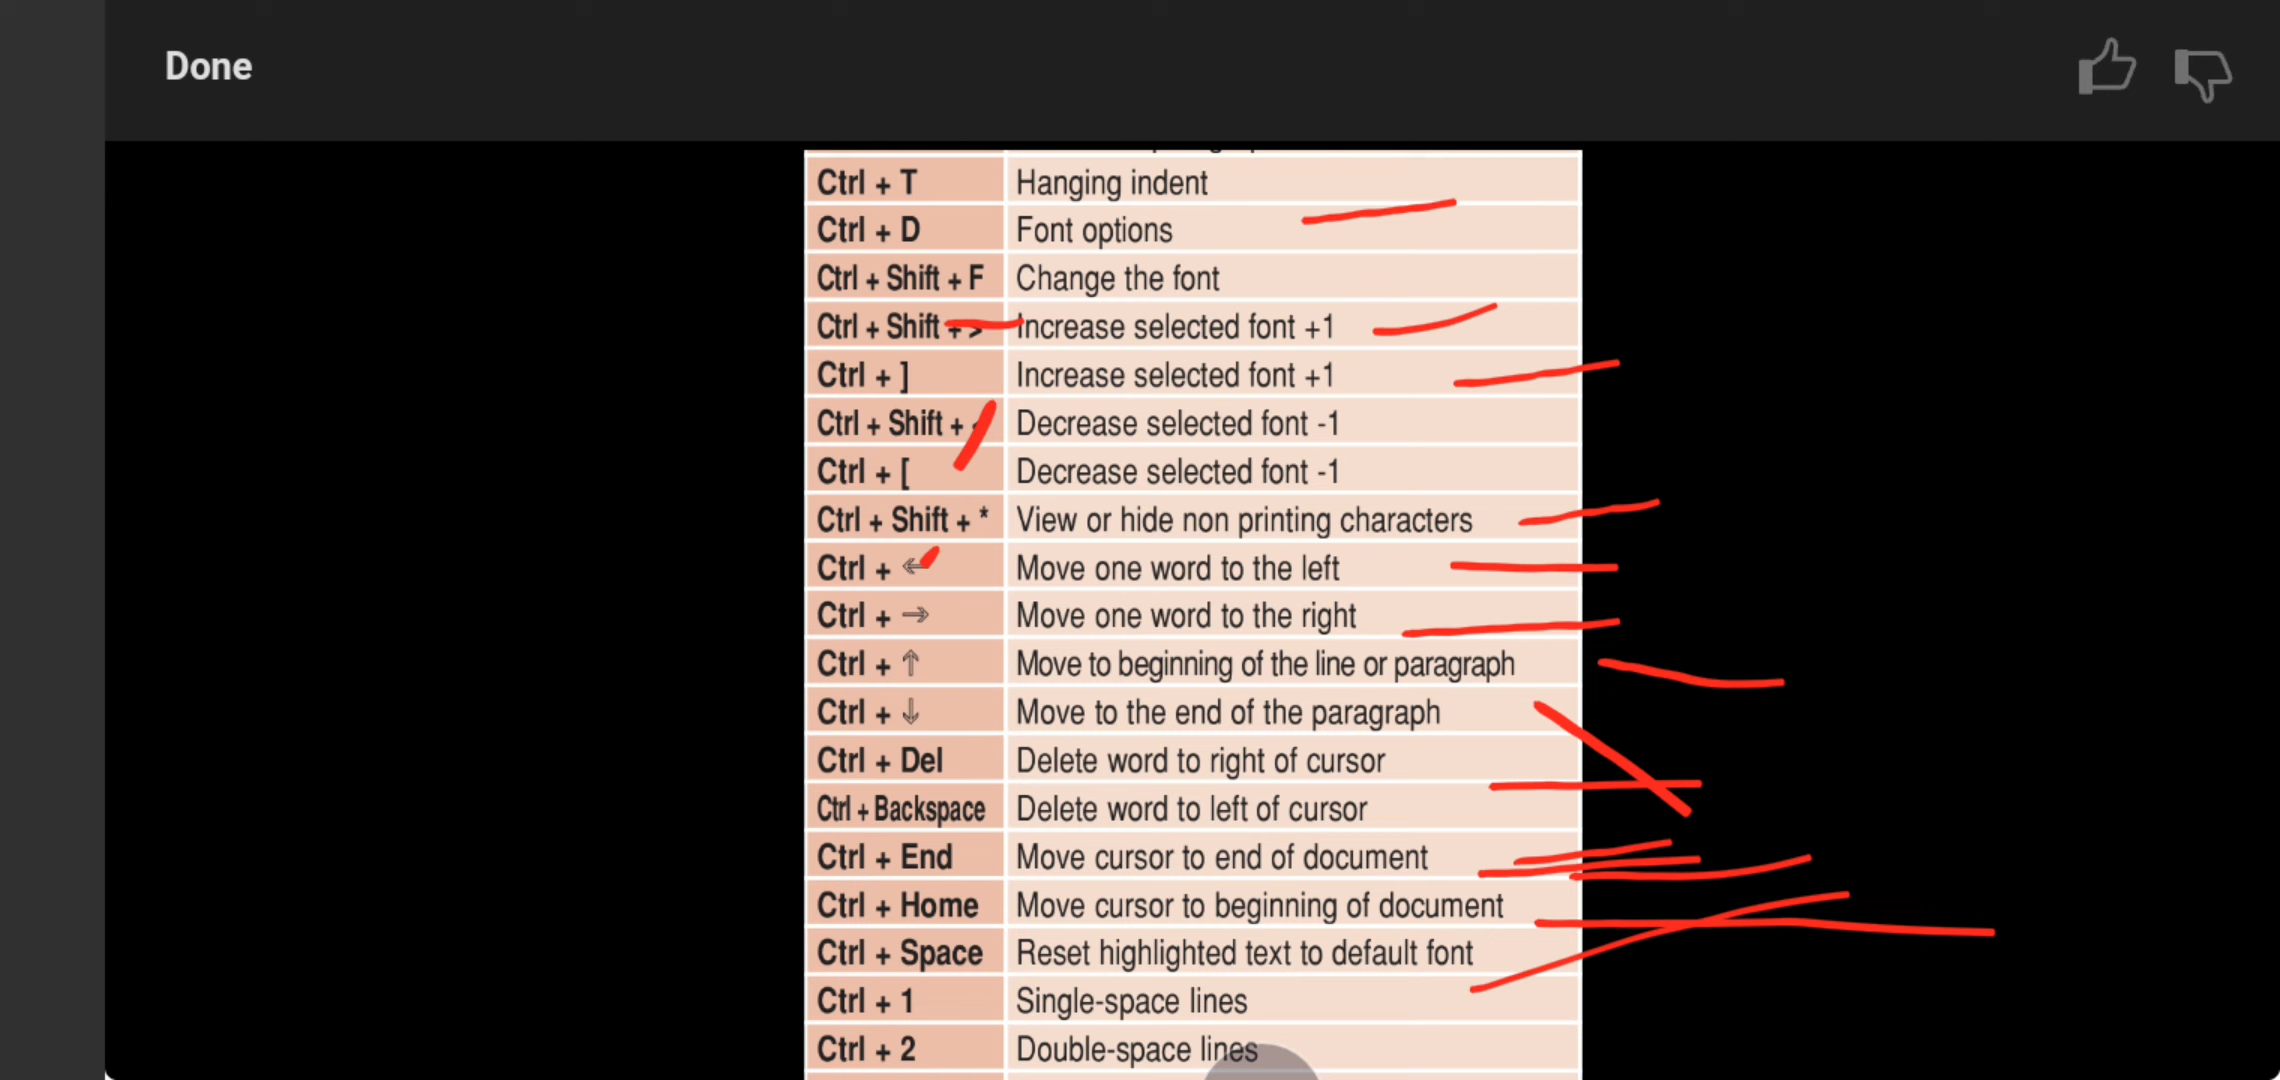 Done
Ctrl + T Hanging indent
Ctrl + D Font options
Ctrl + Shift + F Change the font
Ctrl + Shift + > Increase selected font +1
Ctrl + ] Increase selected font +1
Ctrl + Shift + Decrease selected font -1
Ctrl + [ Decrease selected font -1
Ctrl + Shift + * View or hide non printing characters
Ctrl + ⇐ Move one word to the left
Ctrl + ⇒ Move one word to the right
Ctrl + ⇑ Move to beginning of the line or paragraph
Ctrl + ⇓ Move to the end of the paragraph
Ctrl + Del Delete word to right of cursor
Ctrl + Backspace Delete word to left of cursor
Ctrl + End Move cursor to end of document
Ctrl + Home Move cursor to beginning of document
Ctrl + Space Reset highlighted text to default font
Ctrl + 1 Single-space lines
Ctrl + 2 Double-space lines